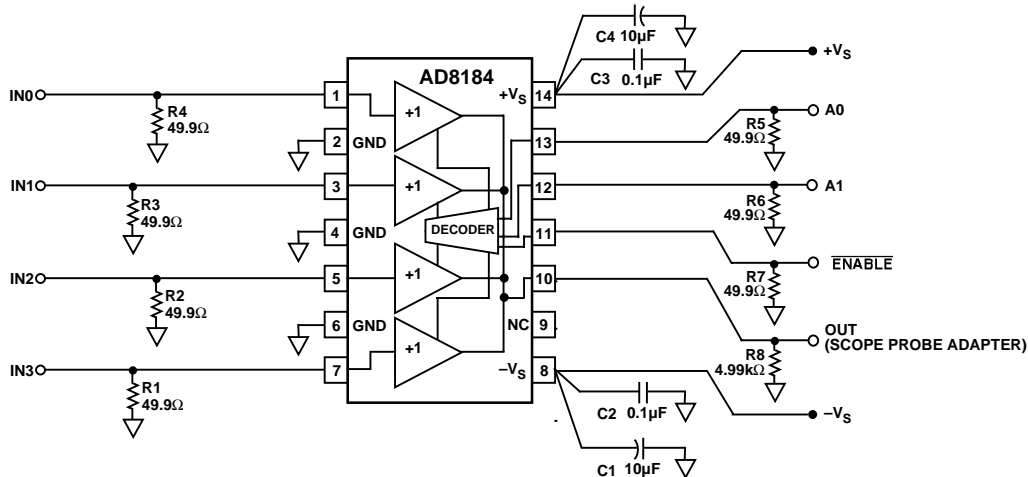 C4 10µF
+VS
C3 0.1µF
AD8184
IN0
1
+VS
14
R4
49.9Ω
+1
A0
2
GND
13
R5
49.9Ω
IN1
3
+1
12
A1
R3
49.9Ω
R6
49.9Ω
4
GND
DECODER
11
ENABLE
IN2
5
+1
10
R7
49.9Ω
R2
49.9Ω
6
GND
NC
9
OUT
(SCOPE PROBE ADAPTER)
+1
R8
4.99kΩ
IN3
7
–VS
8
R1
49.9Ω
C2 0.1µF
–VS
C1 10µF